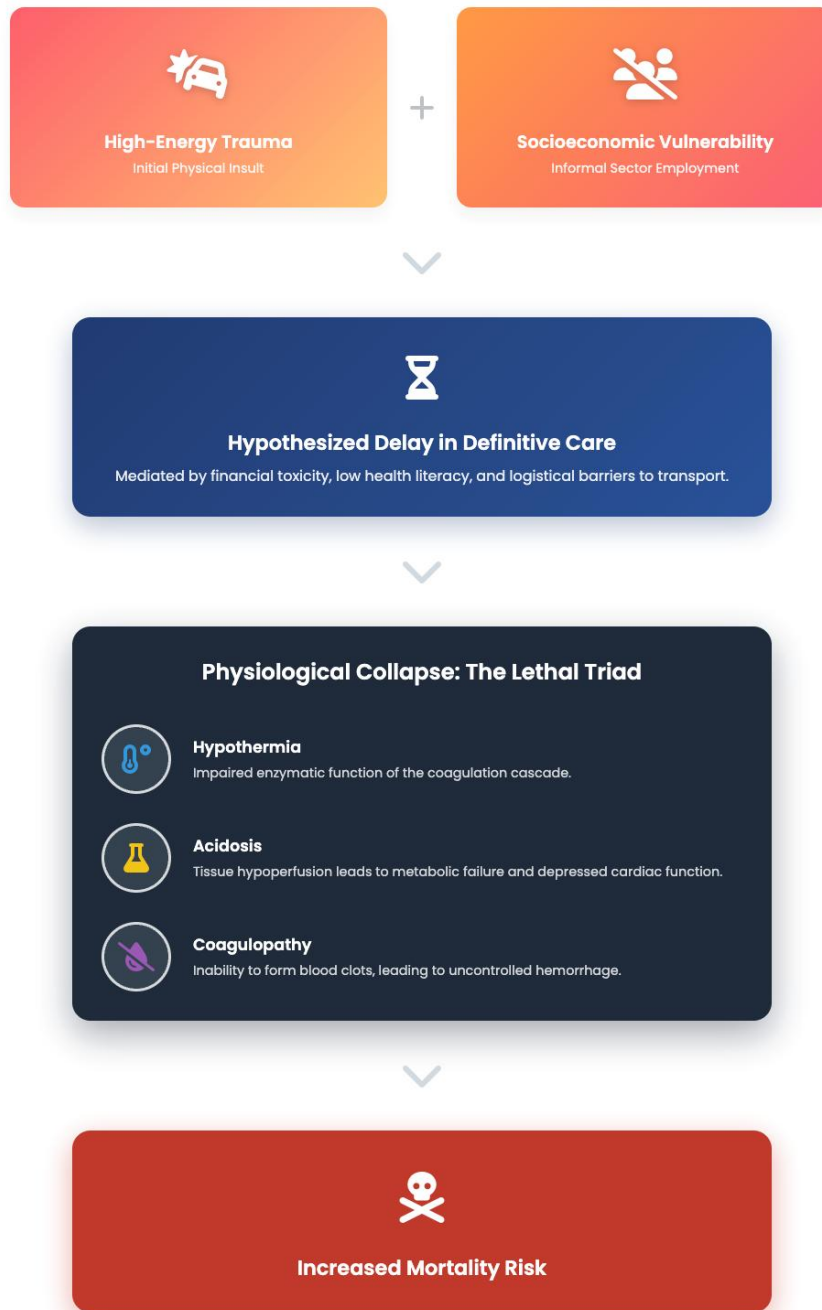 High-Energy Trauma
Initial Physical Insult
+
Socioeconomic Vulnerability
Informal Sector Employment
Hypothesized Delay in Definitive Care
Mediated by financial toxicity, low health literacy, and logistical barriers to transport.
Physiological Collapse: The Lethal Triad
Hypothermia
Impaired enzymatic function of the coagulation cascade.
Acidosis
Tissue hypoperfusion leads to metabolic failure and depressed cardiac function.
Coagulopathy
Inability to form blood clots, leading to uncontrolled hemorrhage.
Increased Mortality Risk